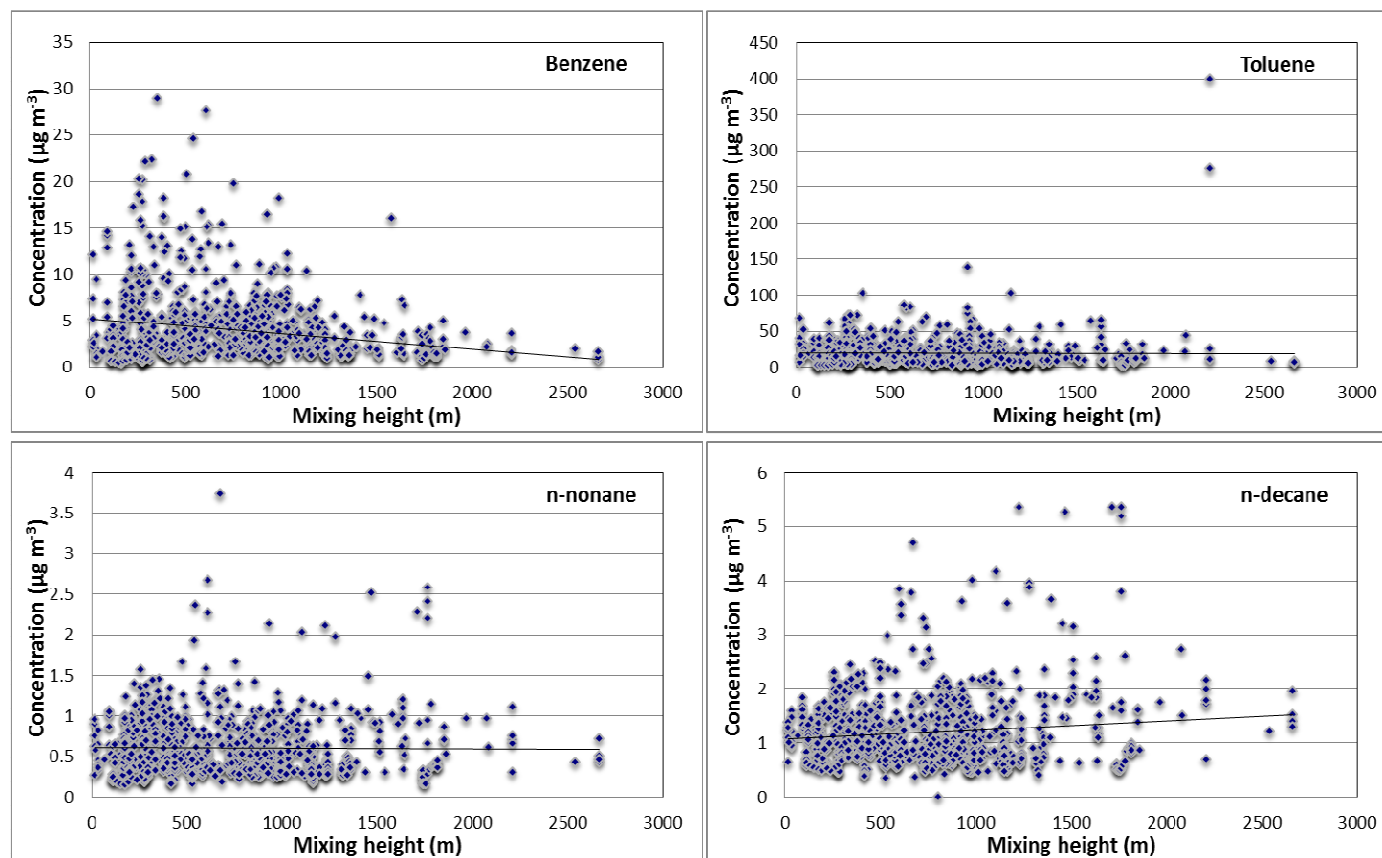 Benzene
Concentration (µg m-3)
35
30
25
20
15
10
5
0
0 500 1000 1500 2000 2500 3000
Mixing height (m)
Toluene
Concentration (µg m-3)
450
400
350
300
250
200
150
100
50
0
0 500 1000 1500 2000 2500 3000
Mixing height (m)
n-nonane
Concentration (µg m-3)
4
3.5
3
2.5
2
1.5
1
0.5
0
0 500 1000 1500 2000 2500 3000
Mixing height (m)
n-decane
Concentration (µg m-3)
6
5
4
3
2
1
0
0 500 1000 1500 2000 2500 3000
Mixing height (m)